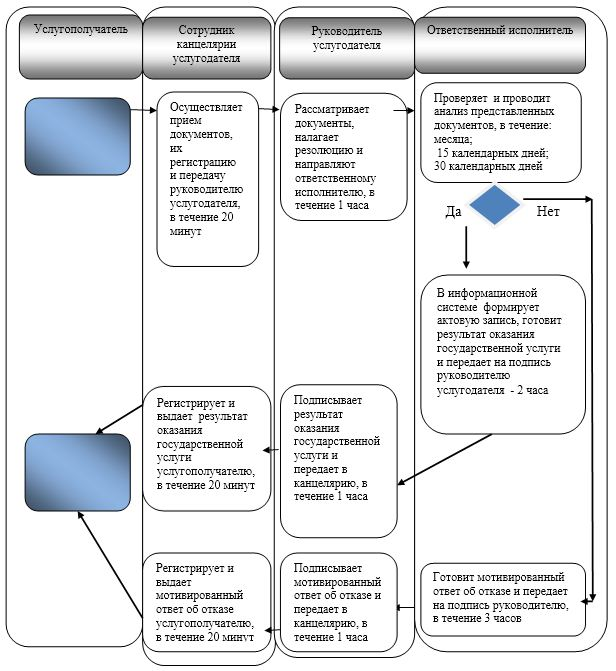 Услугополучатель
Сотрудник
канцелярии
услугодателя
Руководитель
услугодателя
Ответственный исполнитель
Осуществляет
прием
документов,
их
регистрацию
и передачу
руководителю
услугодателя,
в течение 20
минут
Рассматривает
документы,
налагает
резолюцию и
направляют
ответственному
исполнителю, в
течение 1 часа
Проверяет и проводит
анализ представленных
документов, в течение:
месяца;
15 календарных дней;
30 календарных дней
Да
Нет
В информационной
системе формирует
актовую запись, готовит
результат оказания
государственной услуги
и передает на подпись
руководителю
услугодателя - 2 часа
Подписывает
результат
оказания
государственной
услуги и
передает в
канцелярию, в
течение 1 часа
Регистрирует и
выдает результат
оказания
государственной
услуги
услугополучателю,
в течение 20 минут
Готовит мотивированный
ответ об отказе и передает
на подпись руководителю,
в течение 3 часов
Подписывает
мотивированный
ответ об отказе и
передает в
канцелярию, в
течение 1 часа
Регистрирует и
выдает
мотивированный
ответ об отказе
услугополучателю,
в течение 20 минут